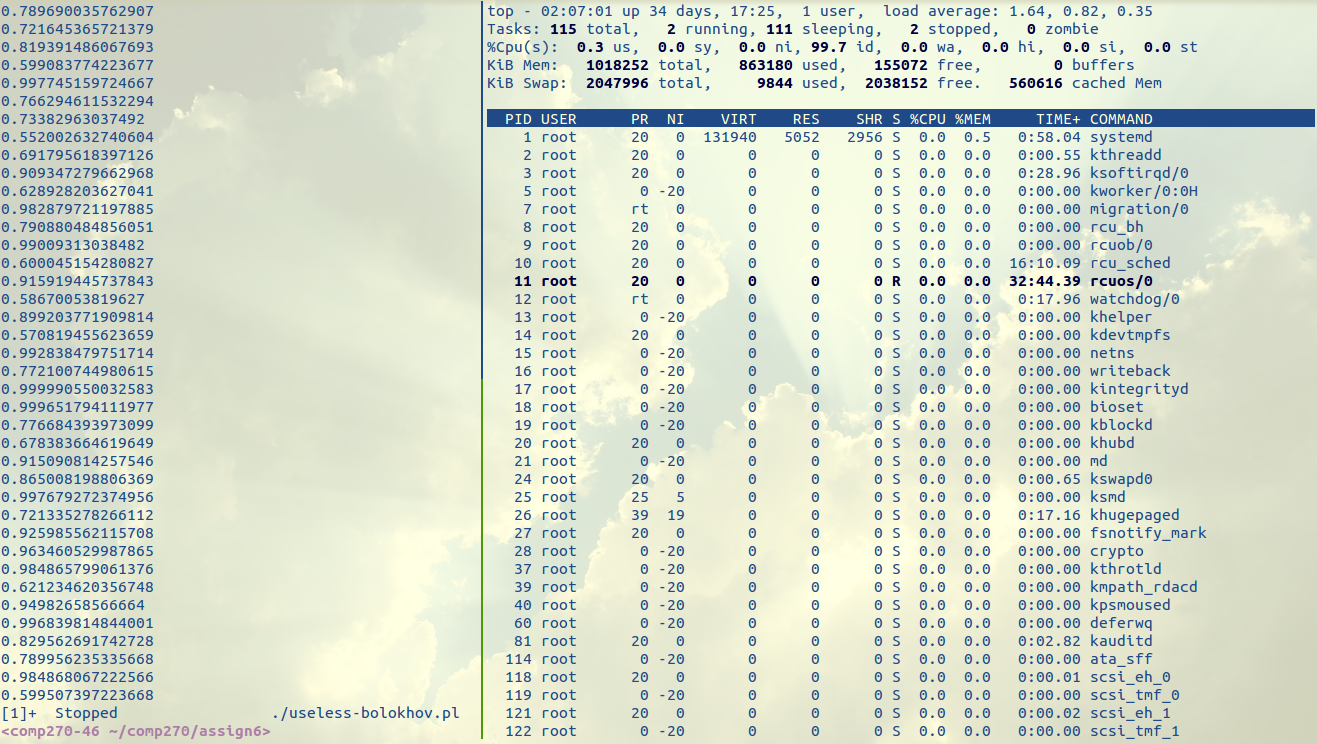 0.789690035762907
0.721645365721379
0.819391486067693
0.599083774223677
0.997745159724667
0.766294611532294
0.73382963037492
0.552002632740604
0.691795618397126
0.909347279662968
0.628928203627041
0.982879721197885
0.790880484856051
0.99009313038482
0.600045154280827
0.915919445737843
0.58670053819627
0.899203771909814
0.570819455623659
0.992838479751714
0.772100744980615
0.999990550032583
0.999651794111977
0.776684393973099
0.678383664619649
0.915090814257546
0.865008198806369
0.997679272374956
0.721335278266112
0.925985562115708
0.963460529987865
0.984865799061376
0.621234620356748
0.94982658566664
0.996839814844001
0.829562691742728
0.789956235335668
0.984868067222566
0.599507397223668
[1]+  Stopped                 ./useless-bolokhov.pl
<comp270-46 ~/comp270/assign6>
top - 02:07:01 up 34 days, 17:25,  1 user,  load average: 1.64, 0.82, 0.35
Tasks: 115 total,   2 running, 111 sleeping,   2 stopped,   0 zombie
%Cpu(s):  0.3 us,  0.0 sy,  0.0 ni, 99.7 id,  0.0 wa,  0.0 hi,  0.0 si,  0.0 st
KiB Mem:   1018252 total,   863180 used,   155072 free,        0 buffers
KiB Swap:  2047996 total,     9844 used,  2038152 free.   560616 cached Mem
PID USER      PR  NI    VIRT    RES    SHR S %CPU %MEM     TIME+ COMMAND
1 root      20   0  131940   5052   2956 S  0.0  0.5   0:58.04 systemd
2 root      20   0       0      0      0 S  0.0  0.0   0:00.55 kthreadd
3 root      20   0       0      0      0 S  0.0  0.0   0:28.96 ksoftirqd/0
5 root       0 -20       0      0      0 S  0.0  0.0   0:00.00 kworker/0:0H
7 root      rt   0       0      0      0 S  0.0  0.0   0:00.00 migration/0
8 root      20   0       0      0      0 S  0.0  0.0   0:00.00 rcu_bh
9 root      20   0       0      0      0 S  0.0  0.0   0:00.00 rcuob/0
10 root      20   0       0      0      0 S  0.0  0.0  16:10.09 rcu_sched
11 root      20   0       0      0      0 R  0.0  0.0  32:44.39 rcuos/0
12 root      rt   0       0      0      0 S  0.0  0.0   0:17.96 watchdog/0
13 root       0 -20       0      0      0 S  0.0  0.0   0:00.00 khelper
14 root      20   0       0      0      0 S  0.0  0.0   0:00.00 kdevtmpfs
15 root       0 -20       0      0      0 S  0.0  0.0   0:00.00 netns
16 root       0 -20       0      0      0 S  0.0  0.0   0:00.00 writeback
17 root       0 -20       0      0      0 S  0.0  0.0   0:00.00 kintegrityd
18 root       0 -20       0      0      0 S  0.0  0.0   0:00.00 bioset
19 root       0 -20       0      0      0 S  0.0  0.0   0:00.00 kblockd
20 root      20   0       0      0      0 S  0.0  0.0   0:00.00 khubd
21 root       0 -20       0      0      0 S  0.0  0.0   0:00.00 md
24 root      20   0       0      0      0 S  0.0  0.0   0:00.65 kswapd0
25 root      25   5       0      0      0 S  0.0  0.0   0:00.00 ksmd
26 root      39  19       0      0      0 S  0.0  0.0   0:17.16 khugepaged
27 root      20   0       0      0      0 S  0.0  0.0   0:00.00 fsnotify_mark
28 root       0 -20       0      0      0 S  0.0  0.0   0:00.00 crypto
37 root       0 -20       0      0      0 S  0.0  0.0   0:00.00 kthrotld
39 root       0 -20       0      0      0 S  0.0  0.0   0:00.00 kmpath_rdacd
40 root       0 -20       0      0      0 S  0.0  0.0   0:00.00 kpsmoused
60 root       0 -20       0      0      0 S  0.0  0.0   0:00.00 deferwq
81 root      20   0       0      0      0 S  0.0  0.0   0:02.82 kauditd
114 root       0 -20       0      0      0 S  0.0  0.0   0:00.00 ata_sff
118 root      20   0       0      0      0 S  0.0  0.0   0:00.01 scsi_eh_0
119 root       0 -20       0      0      0 S  0.0  0.0   0:00.00 scsi_tmf_0
121 root      20   0       0      0      0 S  0.0  0.0   0:00.02 scsi_eh_1
122 root       0 -20       0      0      0 S  0.0  0.0   0:00.00 scsi_tmf_1